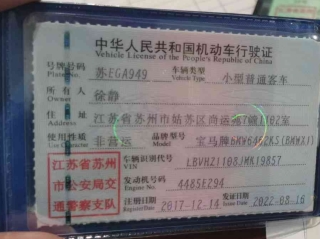 中华人民共和国机动车行驶证
Vehicle License of the People's Republic of China
号牌号码 苏EGA949 车辆类型 小型普通客车
Plate No. Vehicle Type
所有人 徐静
Owner
住址 江苏省苏州市姑苏区
Address
使用性质 非营运 品牌型号 宝马牌
Use Character Model
江苏省苏州
市公安局交
通警察支队
车辆识别代号 LBVH21108JMK19857
VIN
发动机号码 4485E294
Engine No.
注册日期 2017-12-14 发证日期 2022-08-16
Register Date Issue Date